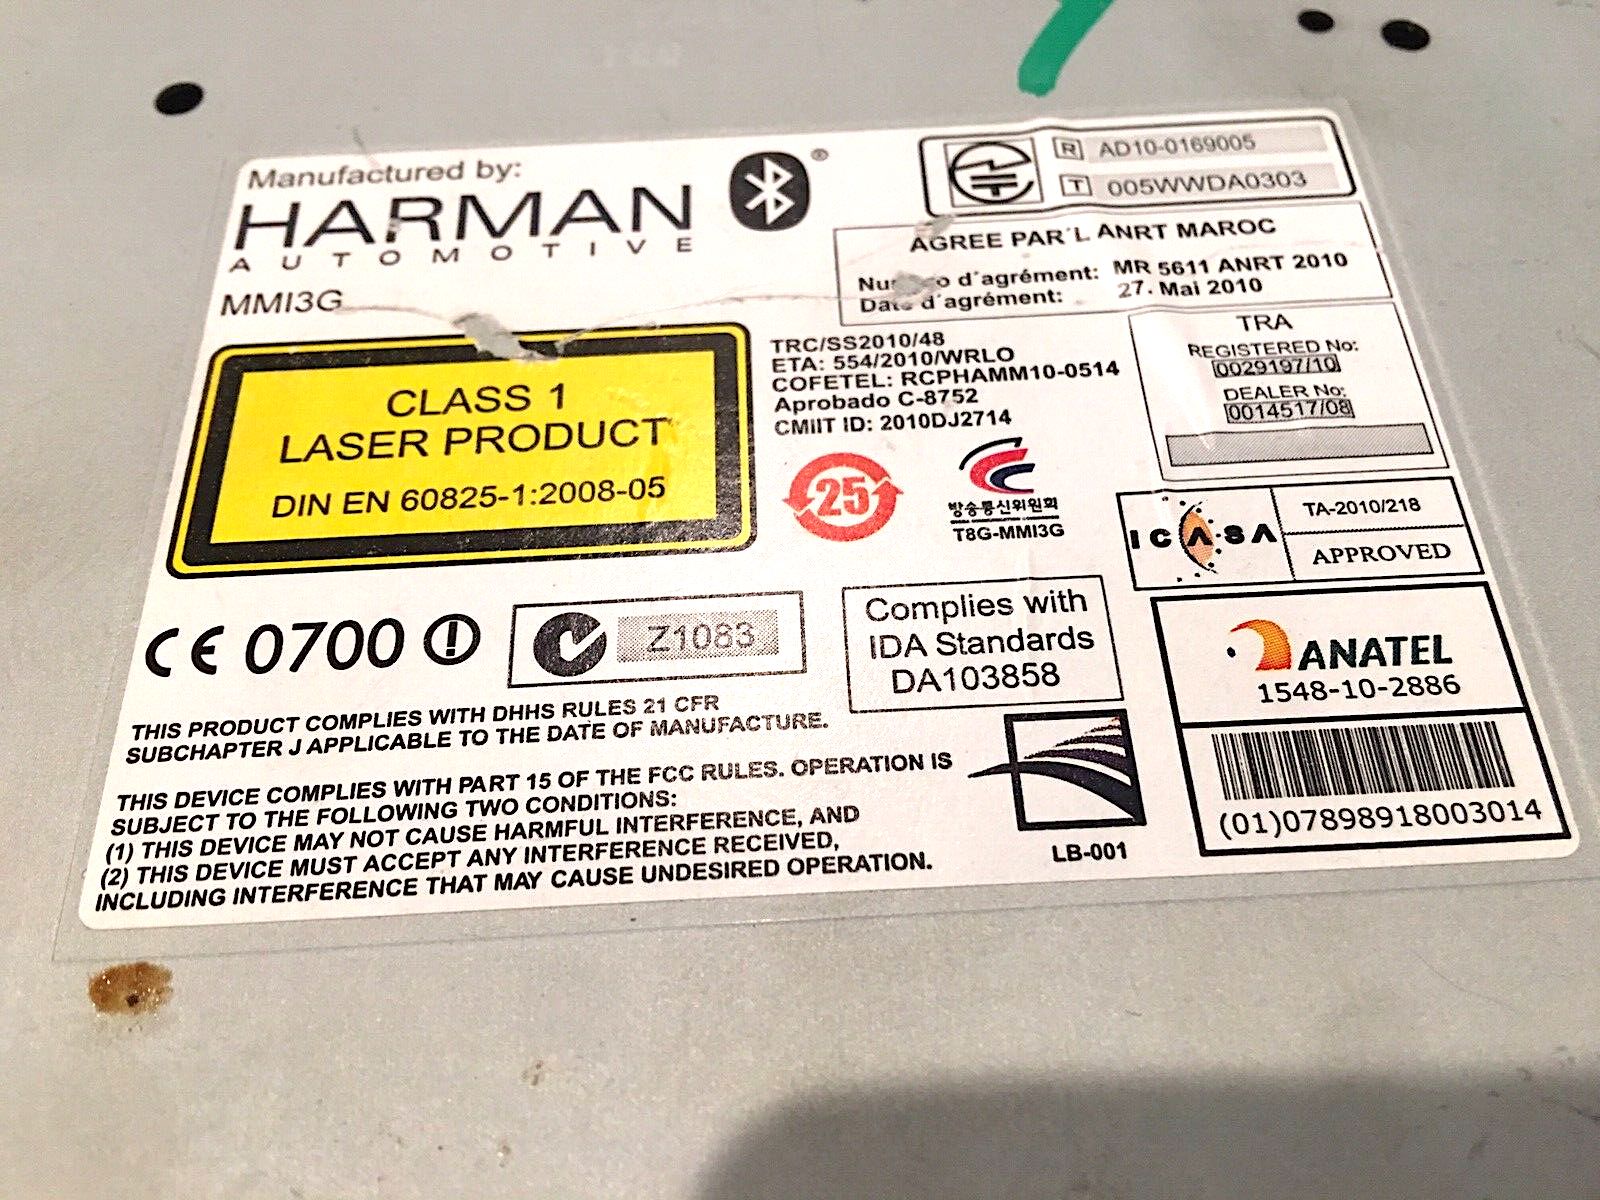 Manufactured by:
HARMAN
AUTOMOTIVE
MMI3G
®
R AD10-0169005
T 005WWDA0303
AGREE PAR´L ANRT MAROC
d´agrément: MR 5611 ANRT 2010
Date d´agrément: 27. Mai 2010
CLASS 1
LASER PRODUCT
DIN EN 60825-1:2008-05
TRC/SS2010/48
ETA: 554/2010/WRLO
COFETEL: RCPHAMM10-0514
Aprobado C-8752
CMIIT ID: 2010DJ2714
TRA
REGISTERED No:
0029197/10
DEALER No:
0014517/08
25
방송통신위원회
T8G-MMI3G
ICASA
TA-2010/218
APPROVED
CE 0700
Z1083
Complies with
IDA Standards
DA103858
ANATEL
1548-10-2886
(01)07898918003014
THIS PRODUCT COMPLIES WITH DHHS RULES 21 CFR
SUBCHAPTER J APPLICABLE TO THE DATE OF MANUFACTURE.
THIS DEVICE COMPLIES WITH PART 15 OF THE FCC RULES. OPERATION IS
SUBJECT TO THE FOLLOWING TWO CONDITIONS:
(1) THIS DEVICE MAY NOT CAUSE HARMFUL INTERFERENCE, AND
(2) THIS DEVICE MUST ACCEPT ANY INTERFERENCE RECEIVED,
INCLUDING INTERFERENCE THAT MAY CAUSE UNDESIRED OPERATION.
LB-001